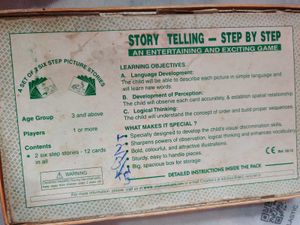 STORY TELLING – STEP BY STEP
AN ENTERTAINING AND EXCITING GAME
A SET OF 2 SIX STEP PICTURE STORIES
LEARNING OBJECTIVES
A. Language Development:
The child will be able to describe each picture in simple language and
will learn new words.
B. Development of Perception:
The child will observe each card accurately, & establish spatial relationship
C. Logical Thinking:
The child will understand the concept of order and build proper sequences.
Age Group 3 and above
Players 1 or more
Contents
• 2 six step stories - 12 cards
in all
WHAT MAKES IT SPECIAL ?
• Specially designed to develop the child's visual discrimination skills.
• Sharpens powers of observation, logical thinking and enhances vocabulary
• Bold, colourful, and attractive illustrations.
• Sturdy, easy to handle pieces.
• Big, spacious box for storage.
WARNING
DETAILED INSTRUCTIONS INSIDE THE PACK